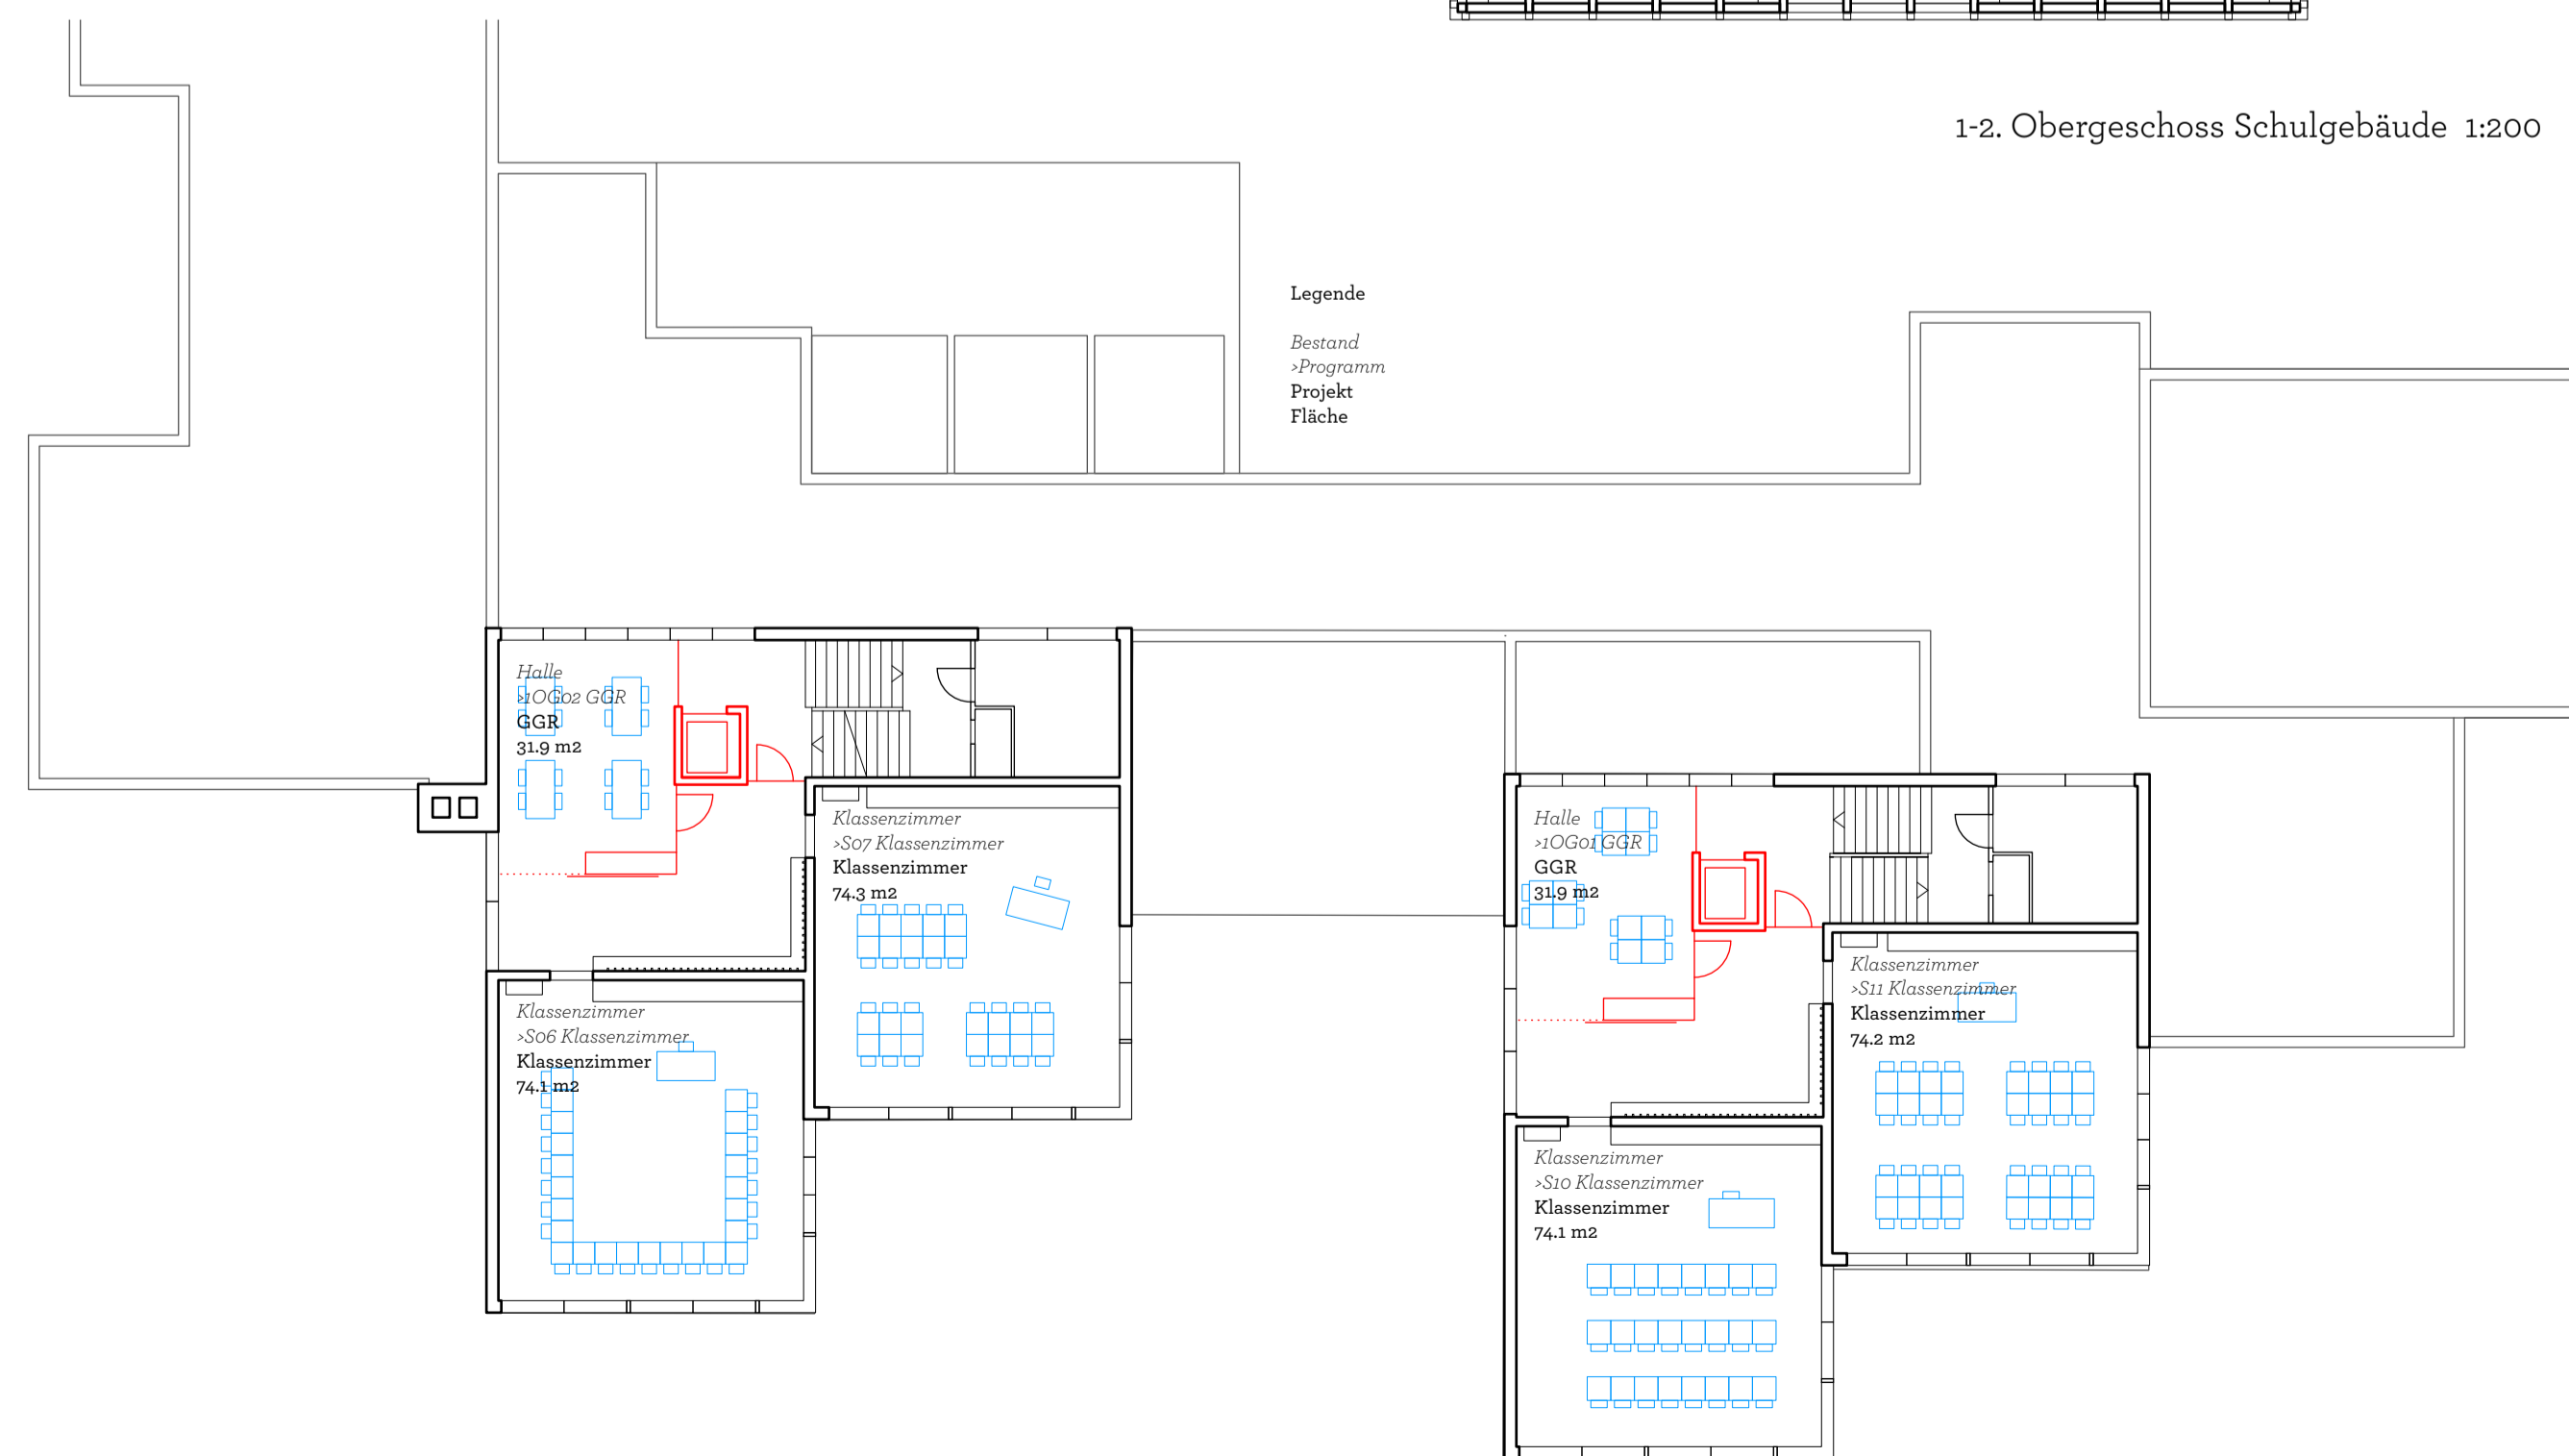 1-2. Obergeschoss Schulgebäude 1:200
Legende
Bestand
>Programm
Projekt
Fläche
Halle
>1OG02 GGR
GGR
31.9 m2
Klassenzimmer
>S07 Klassenzimmer
Klassenzimmer
74.3 m2
Klassenzimmer
>S06 Klassenzimmer
Klassenzimmer
74.1 m2
Halle
>1OG01 GGR
GGR
31.9 m2
Klassenzimmer
>S11 Klassenzimmer
Klassenzimmer
74.2 m2
Klassenzimmer
>S10 Klassenzimmer
Klassenzimmer
74.1 m2